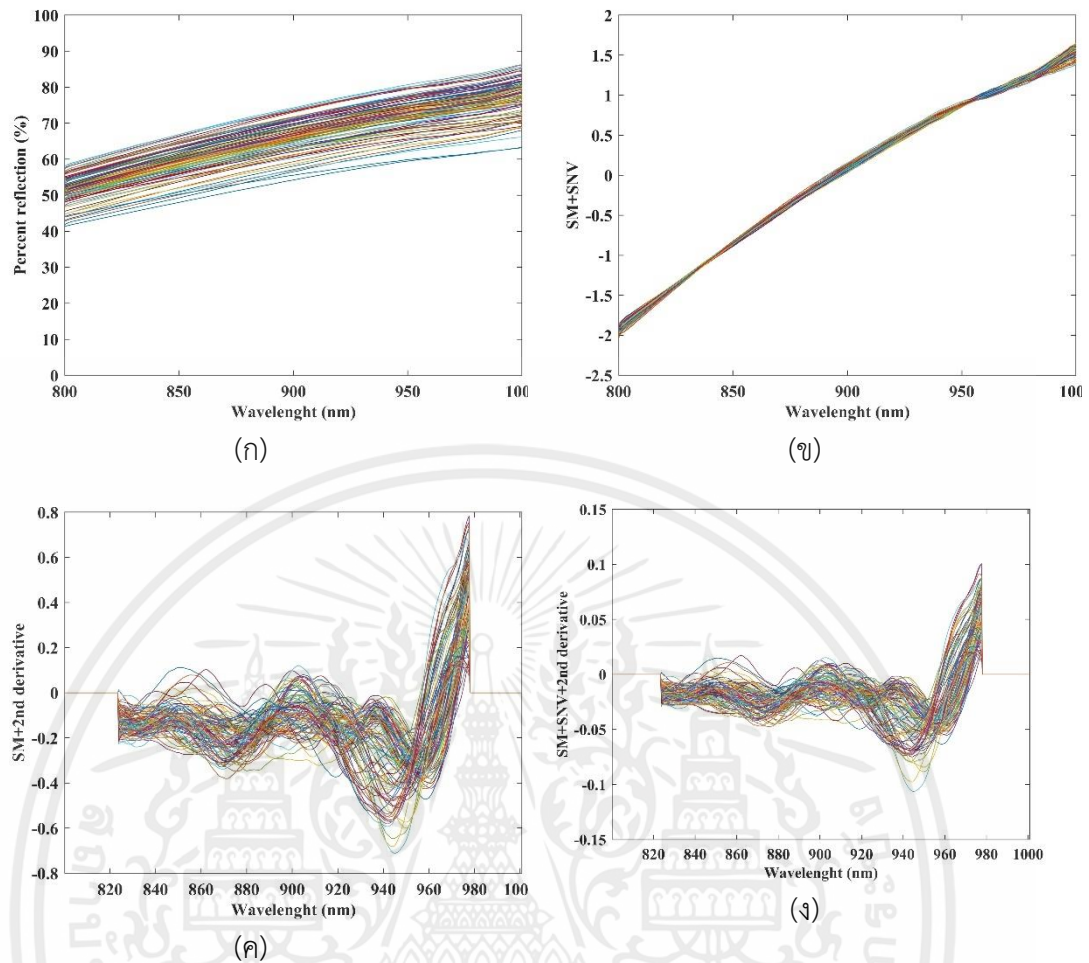 100
90
80
70
60
50
40
30
20
10
0
Percent reflection (%)
800 850 900 950 100
Wavelenght (nm)
(ก)
2
1.5
1
0.5
0
-0.5
-1
-1.5
-2
-2.5
SM+SNV
800 850 900 950 100
Wavelenght (nm)
(ข)
0.8
0.6
0.4
0.2
0
-0.2
-0.4
-0.6
-0.8
SM+2nd derivative
820 840 860 880 900 920 940 960 980 100
Wavelenght (nm)
(ค)
0.15
0.1
0.05
0
-0.05
-0.1
-0.15
SM+SNV+2nd derivative
820 840 860 880 900 920 940 960 980 1000
Wavelenght (nm)
(ง)